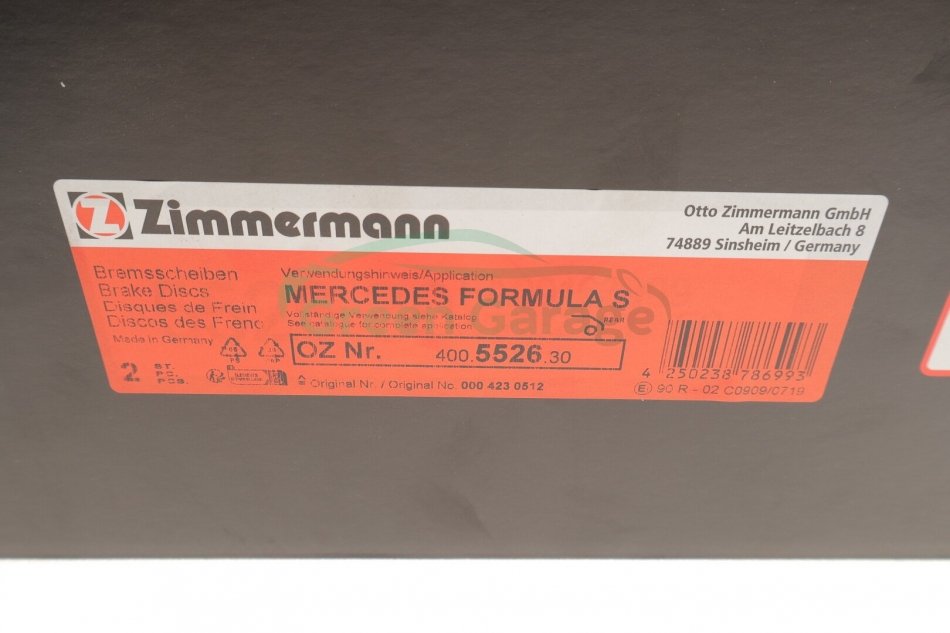 Z Zimmermann
Otto Zimmermann GmbH
Am Leitzelbach 8
74889 Sinsheim / Germany
Bremsscheiben
Brake Discs
Disques de Frein
Discos des Freno
Made in Germany
2 ST.
PC.
PCS.
Verwendungshinweis/Application
MERCEDES FORMULA S
Vollständige Verwendung siehe Katalog
See catalogue for complete application
REAR
Garage
OZ Nr. 400.5526.30
≙ Original Nr. / Original No. 000 423 0512
4 250238 786993
E 90 R - 02 C0909/0719